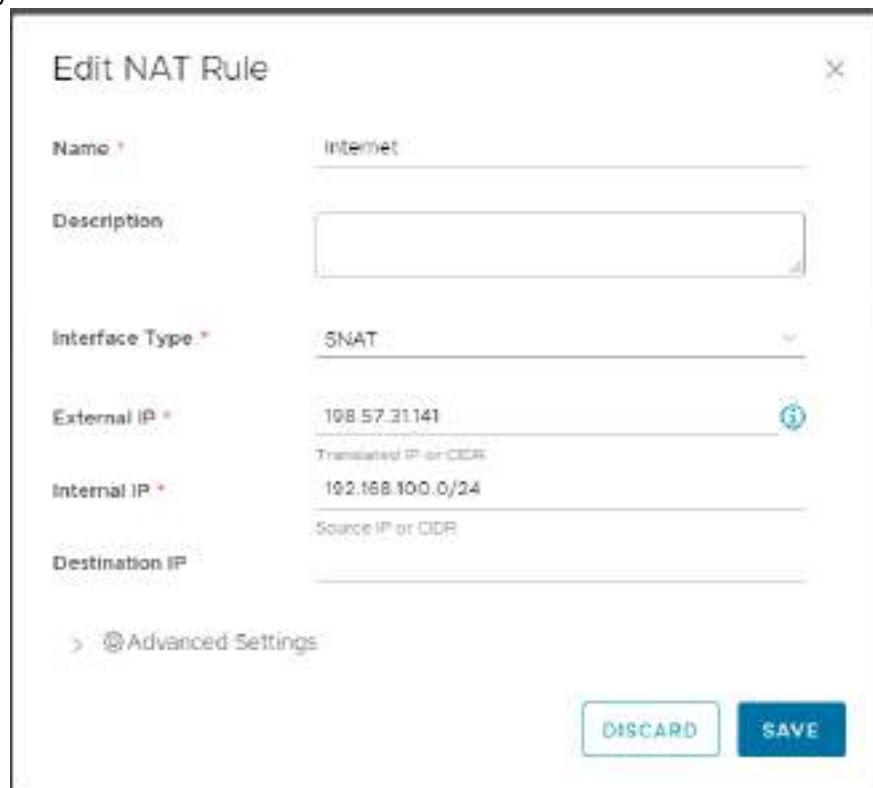 Edit NAT Rule
Name *
Internet
Description
Interface Type *
SNAT
External IP *
198.57.31.141
Translated IP or CIDR
Internal IP *
192.168.100.0/24
Source IP or CIDR
Destination IP
Advanced Settings
DISCARD
SAVE